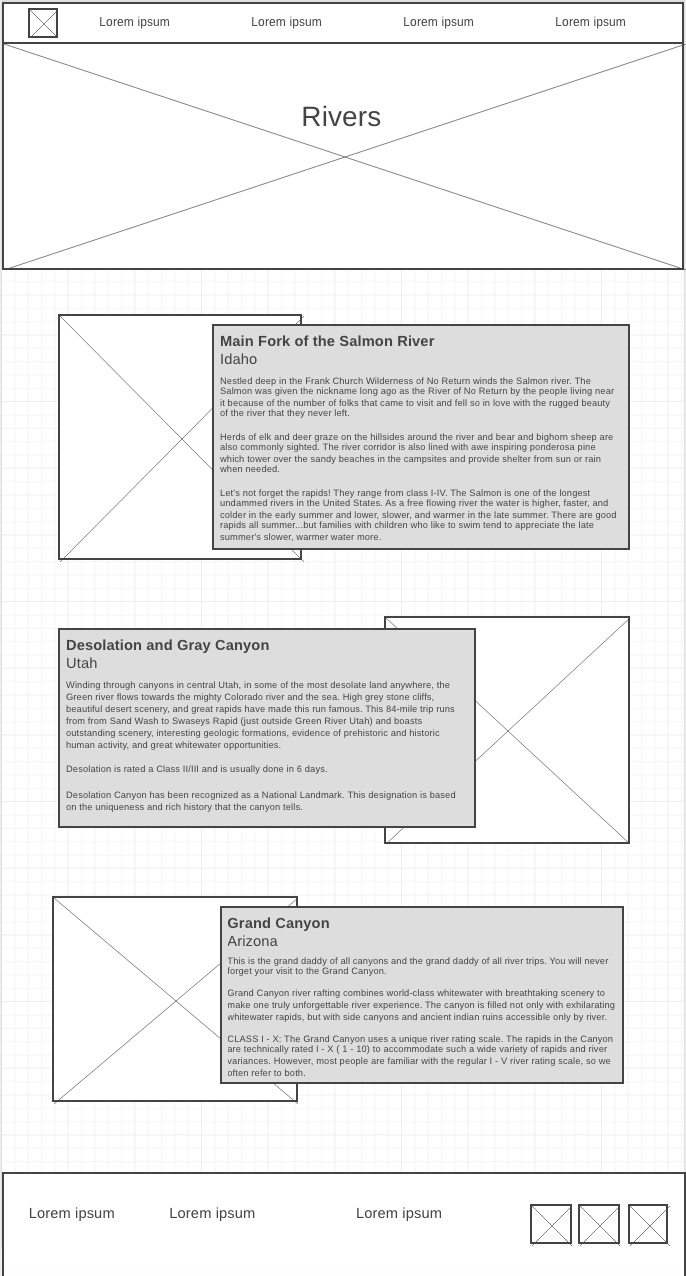 Lorem ipsum Lorem ipsum Lorem ipsum Lorem ipsum
Rivers
Main Fork of the Salmon River
Idaho
Nestled deep in the Frank Church Wilderness of No Return winds the Salmon river. The
Salmon was given the nickname long ago as the River of No Return by the people living near
it because of the number of folks that came to visit and fell so in love with the rugged beauty
of the river that they never left.
Herds of elk and deer graze on the hillsides around the river and bear and bighorn sheep are
also commonly sighted. The river corridor is also lined with awe inspiring ponderosa pine
which tower over the sandy beaches in the campsites and provide shelter from sun or rain
when needed.
Let's not forget the rapids! They range from class I-IV. The Salmon is one of the longest
undammed rivers in the United States. As a free flowing river the water is higher, faster, and
colder in the early summer and lower, slower, and warmer in the late summer. There are good
rapids all summer...but families with children who like to swim tend to appreciate the late
summer's slower, warmer water more.
Desolation and Gray Canyon
Utah
Winding through canyons in central Utah, in some of the most desolate land anywhere, the
Green river flows towards the mighty Colorado river and the sea. High grey stone cliffs,
beautiful desert scenery, and great rapids have made this run famous. This 84-mile trip runs
from from Sand Wash to Swaseys Rapid (just outside Green River Utah) and boasts
outstanding scenery, interesting geologic formations, evidence of prehistoric and historic
human activity, and great whitewater opportunities.
Desolation is rated a Class II/III and is usually done in 6 days.
Desolation Canyon has been recognized as a National Landmark. This designation is based
on the uniqueness and rich history that the canyon tells.
Grand Canyon
Arizona
This is the grand daddy of all canyons and the grand daddy of all river trips. You will never
forget your visit to the Grand Canyon.
Grand Canyon river rafting combines world-class whitewater with breathtaking scenery to
make one truly unforgettable river experience. The canyon is filled not only with exhilarating
whitewater rapids, but with side canyons and ancient indian ruins accessible only by river.
CLASS I - X: The Grand Canyon uses a unique river rating scale. The rapids in the Canyon
are technically rated I - X ( 1 - 10) to accommodate such a wide variety of rapids and river
variances. However, most people are familiar with the regular I - V river rating scale, so we
often refer to both.
Lorem ipsum Lorem ipsum Lorem ipsum